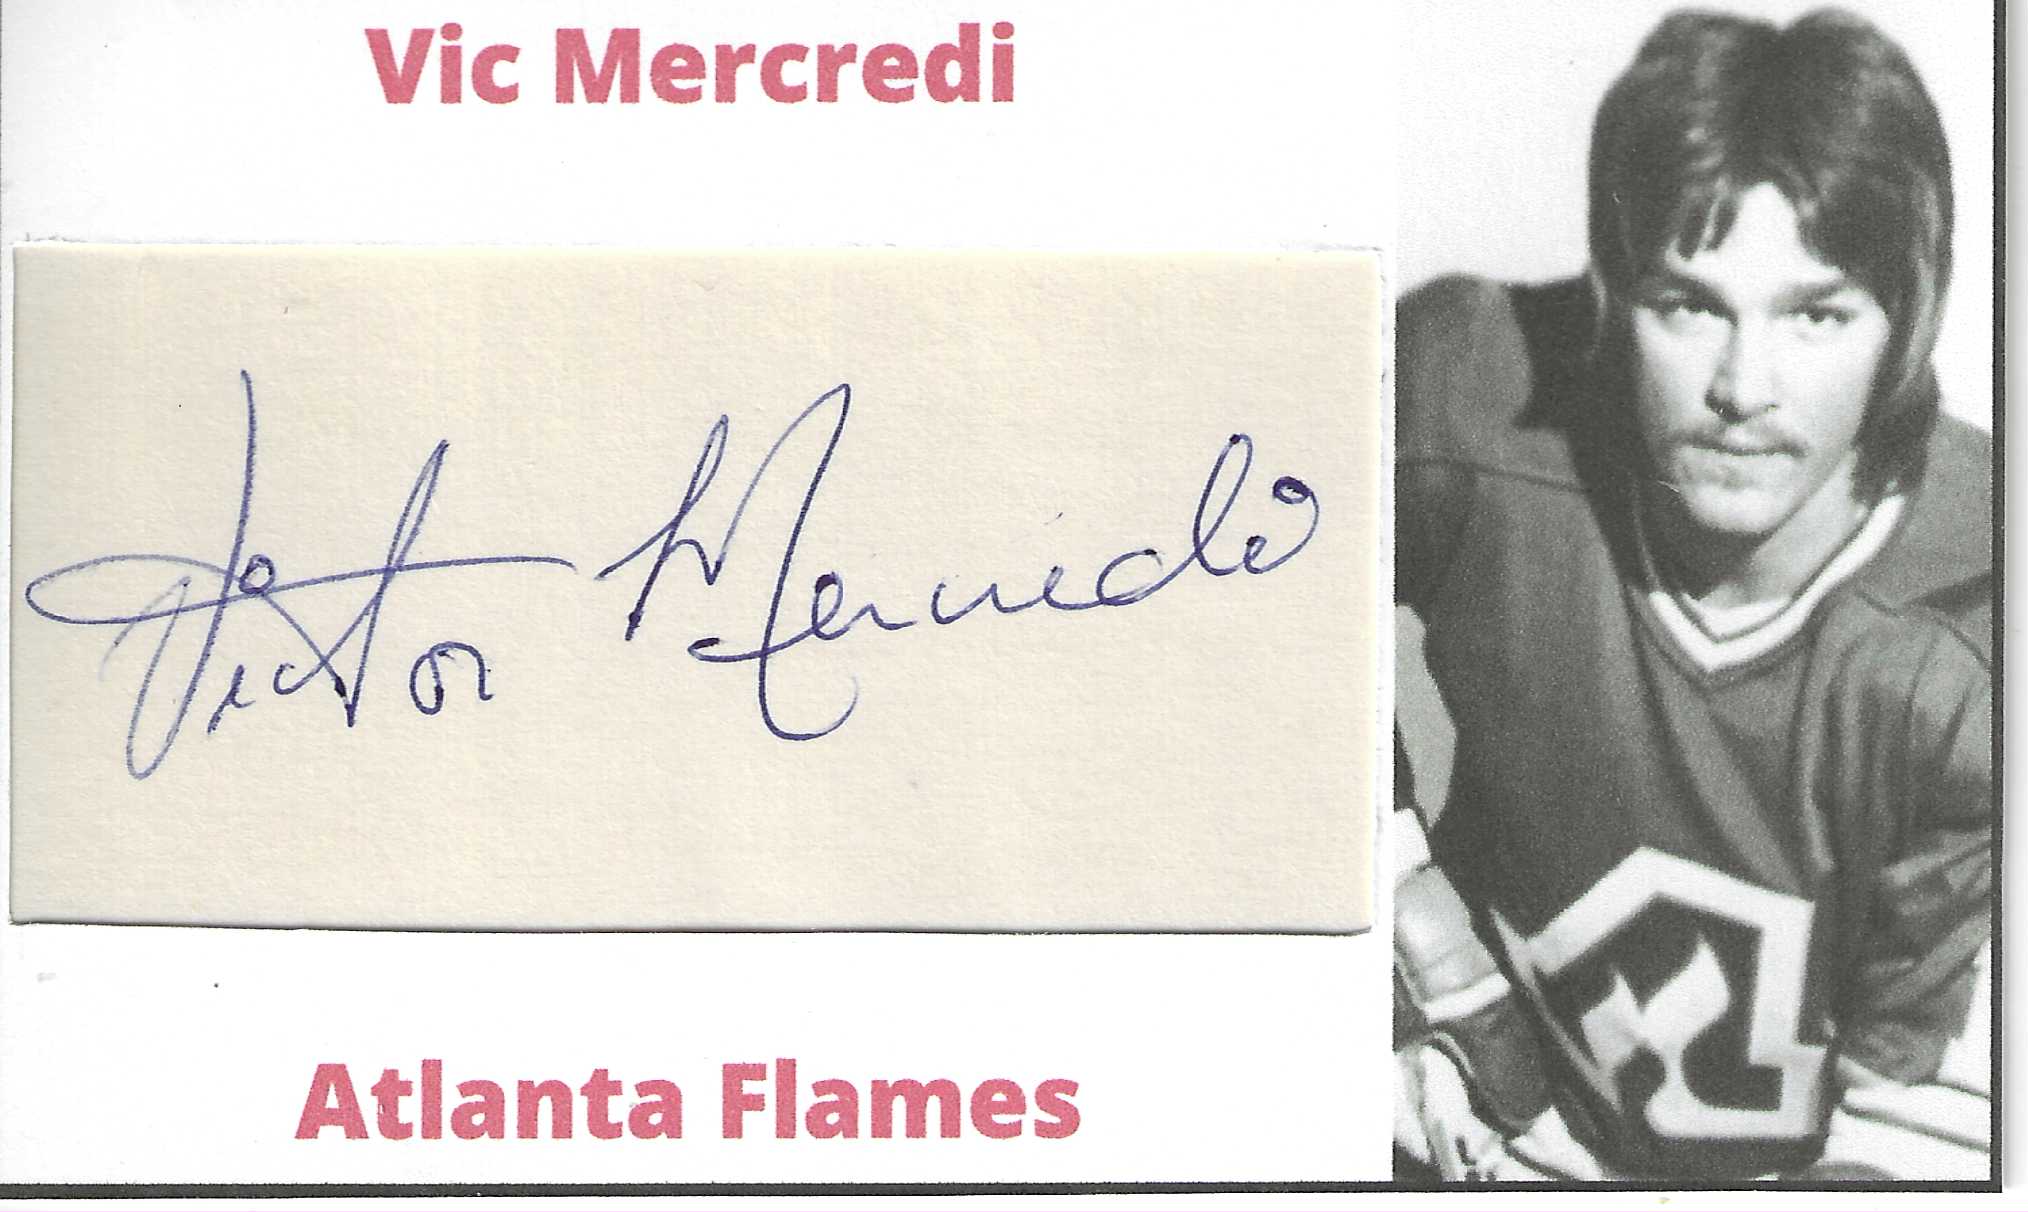 Vic Mercredi
Victor Mercredi
Atlanta Flames